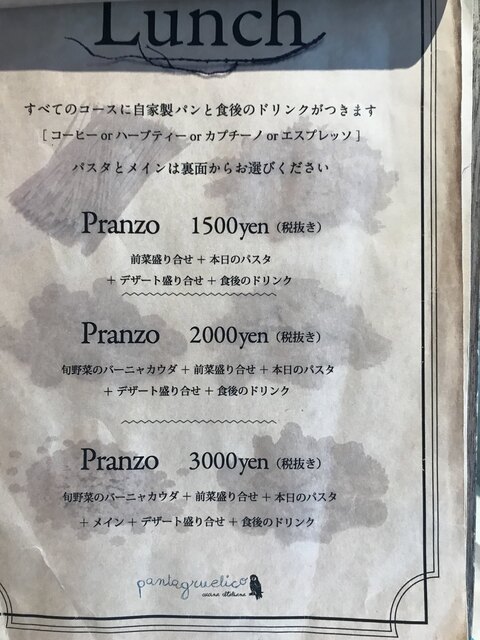 Lunch
すべてのコースに自家製パンと食後のドリンクがつきます
[ コーヒー or ハーブティー or カプチーノ or エスプレッソ ]
パスタとメインは裏面からお選びください
Pranzo 1500yen (税抜き)
前菜盛り合せ + 本日のパスタ
+ デザート盛り合せ + 食後のドリンク
Pranzo 2000yen (税抜き)
旬野菜のバーニャカウダ + 前菜盛り合せ + 本日のパスタ
+ デザート盛り合せ + 食後のドリンク
Pranzo 3000yen (税抜き)
旬野菜のバーニャカウダ + 前菜盛り合せ + 本日のパスタ
+ メイン + デザート盛り合せ + 食後のドリンク
pantagruelico
cucina italiana